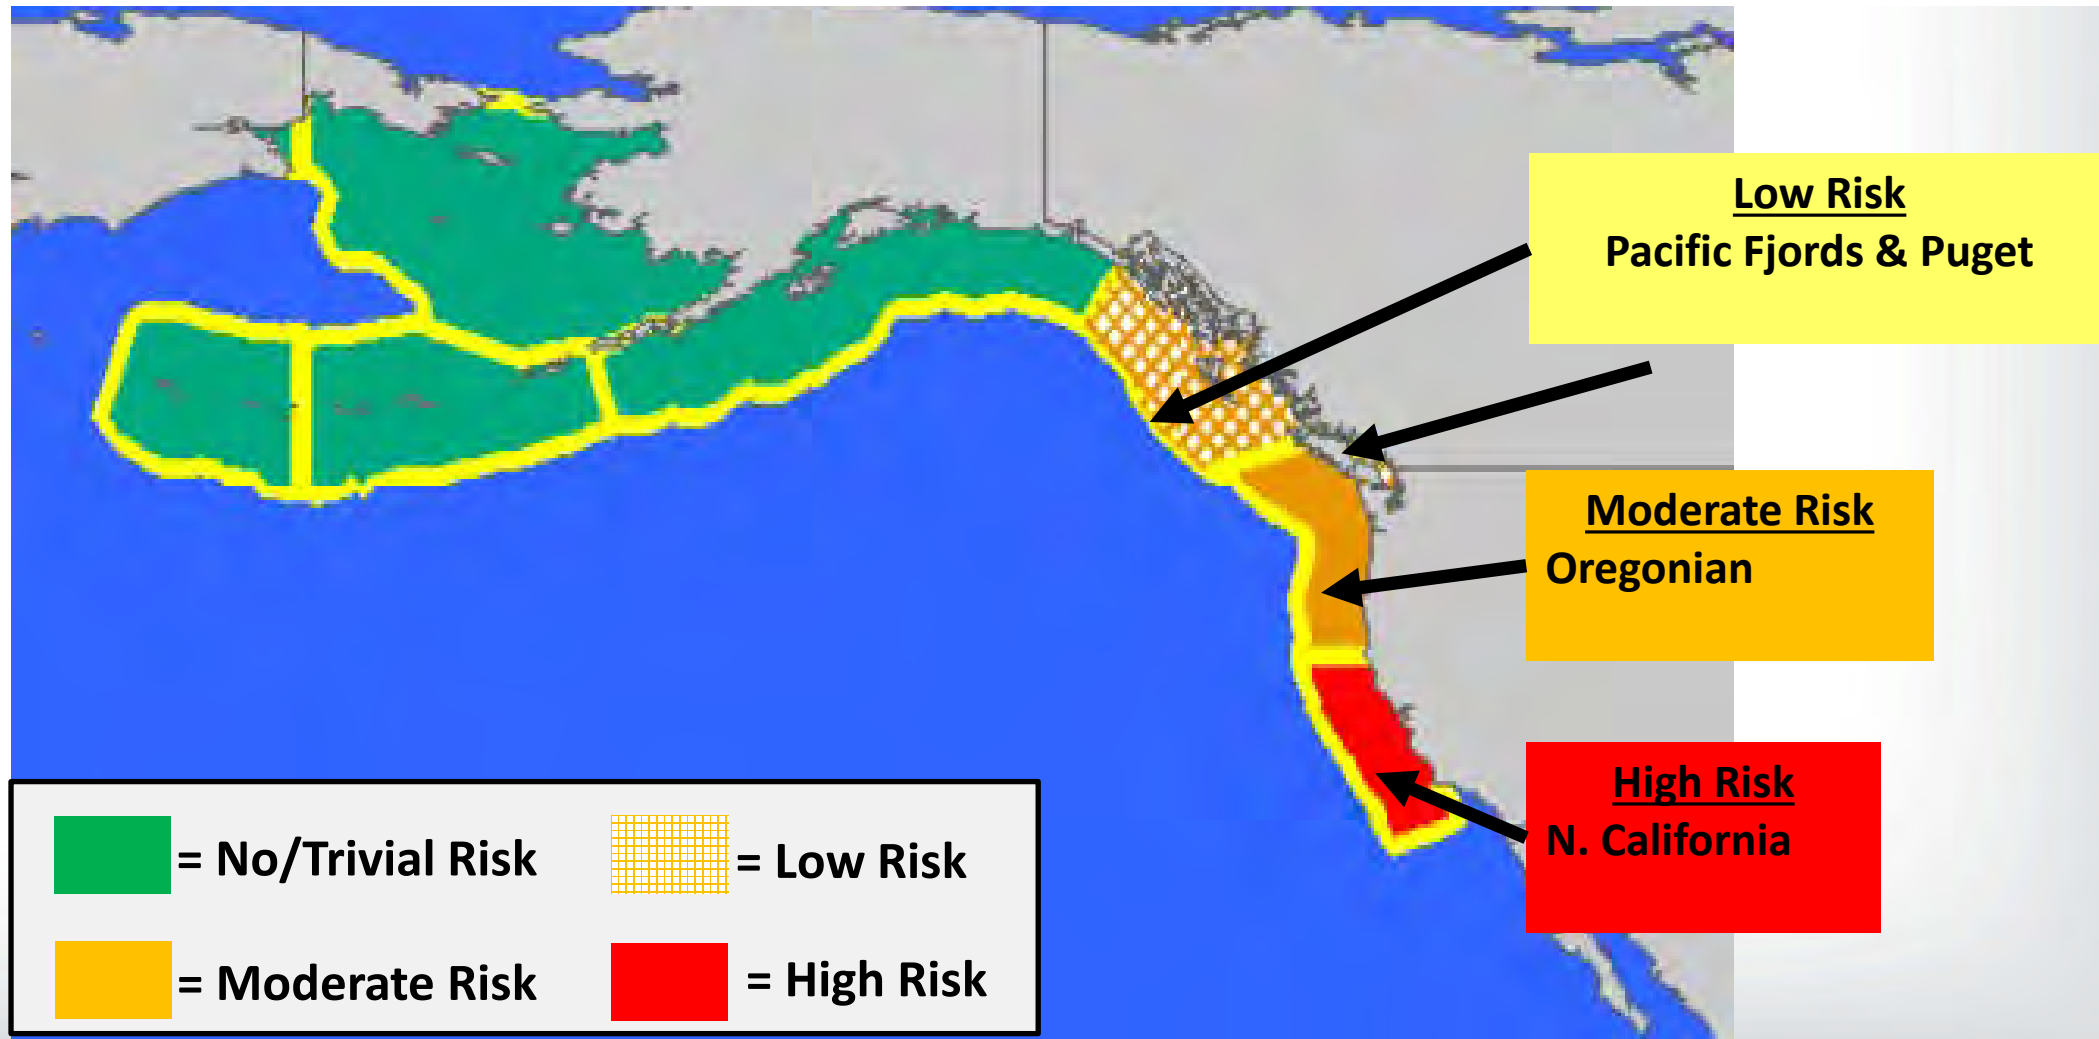 Low Risk
Pacific Fjords & Puget
Moderate Risk
Oregonian
High Risk
N. California
= No/Trivial Risk
= Low Risk
= Moderate Risk
= High Risk